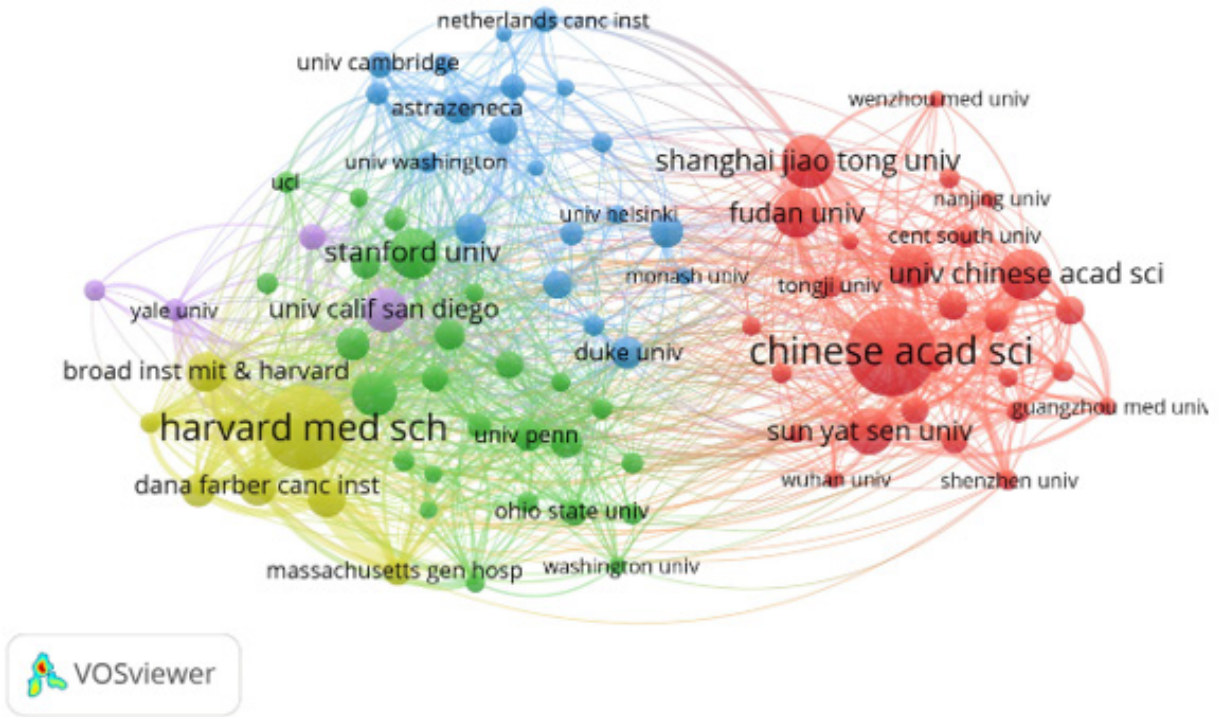 netherlands canc inst
univ cambridge
wenzhou med univ
astrazeneca
univ washington
shanghai jiao tong univ
ucl
nanjing univ
univ helsinki
fudan univ
cent south univ
stanford univ
monash univ
tongji univ
univ chinese acad sci
yale univ
univ calif san diego
duke univ
chinese acad sci
broad inst mit & harvard
guangzhou med univ
harvard med sch
univ penn
sun yat sen univ
dana farber canc inst
wuhan univ
shenzhen univ
ohio state univ
massachusetts gen hosp
washington univ
VOSviewer